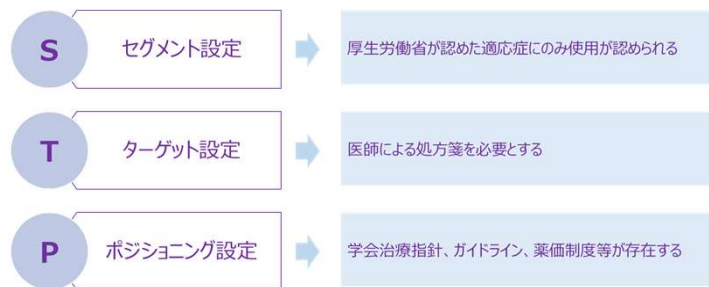 S
セグメント設定
厚生労働省が認めた適応症にのみ使用が認められる
T
ターゲット設定
医師による処方箋を必要とする
P
ポジショニング設定
学会治療指針、ガイドライン、薬価制度等が存在する